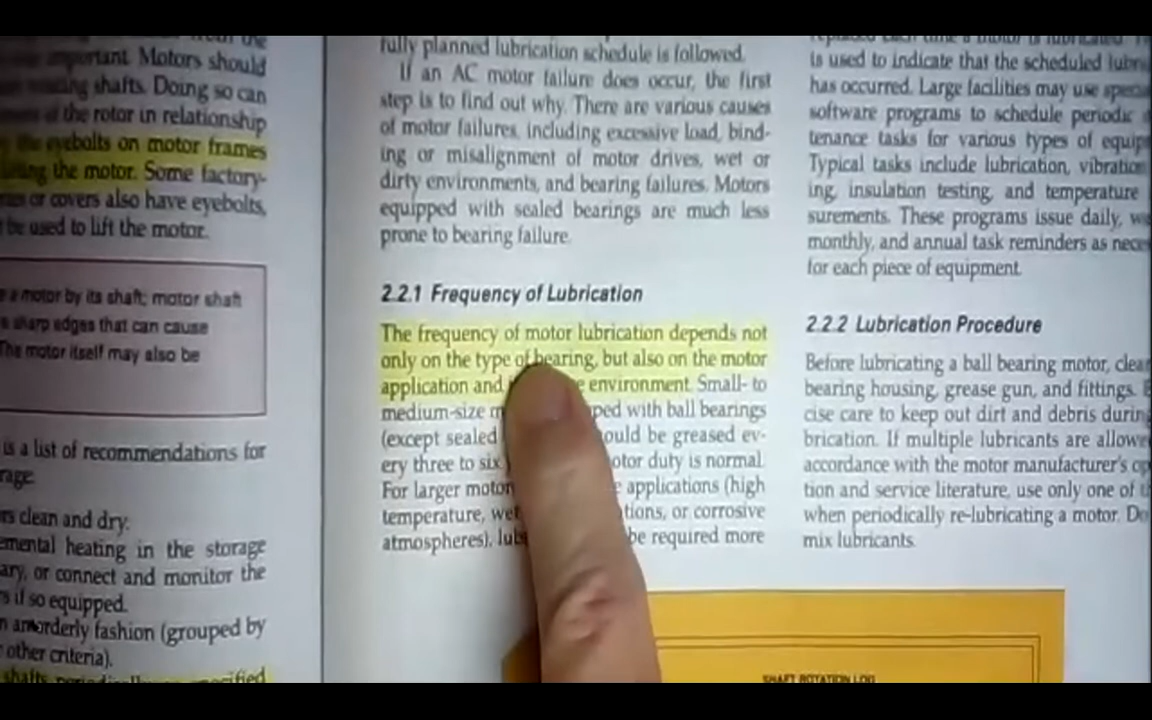 important. Motors should
shafts. Doing so can
of the rotor in relationship
the eyebolts on motor frames
the motor. Some factory-
or covers also have eyebolts,
be used to lift the motor.
a motor by its shaft; motor shaft
sharp edges that can cause
The motor itself may also be
is a list of recommendations for
clean and dry.
heating in the storage
or connect and monitor the
if so equipped.
orderly fashion (grouped by
other criteria).
shafts periodically
fully planned lubrication schedule is followed.
If an AC motor failure does occur, the first
step is to find out why. There are various causes
of motor failures, including excessive load, bind-
ing or misalignment of motor drives, wet or
dirty environments, and bearing failures. Motors
equipped with sealed bearings are much less
prone to bearing failure.
2.2.1 Frequency of Lubrication
The frequency of motor lubrication depends not
only on the type of bearing, but also on the motor
application and environment. Small- to
medium-size with ball bearings
(except sealed be greased ev-
ery three to six duty is normal.
For larger applications (high
temperature, or corrosive
atmospheres), be required more
is used to indicate that the scheduled
has occurred. Large facilities may use
software programs to schedule periodic
tenance tasks for various types of
Typical tasks include lubrication, vibration
ing, insulation testing, and temperature
surements. These programs issue daily,
monthly, and annual task reminders as
for each piece of equipment.
2.2.2 Lubrication Procedure
Before lubricating a ball bearing motor,
bearing housing, grease gun, and fittings.
cise care to keep out dirt and debris
brication. If multiple lubricants are
accordance with the motor manufacturer's
tion and service literature, use only one of
when periodically re-lubricating a motor. Do
mix lubricants.
SHAFT ROTATION LOG